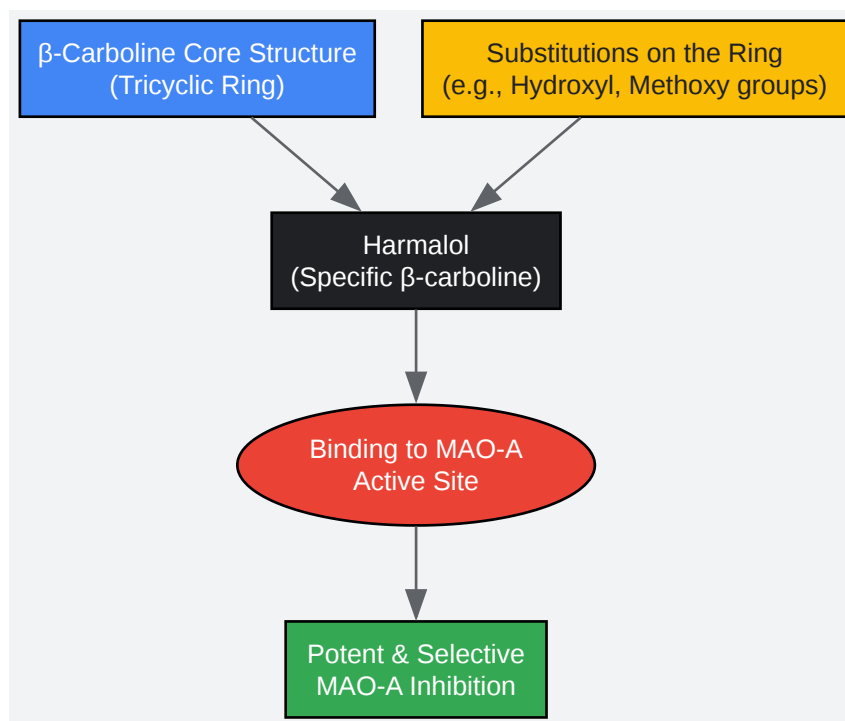 β-Carboline Core Structure
(Tricyclic Ring)
Substitutions on the Ring
(e.g., Hydroxyl, Methoxy groups)
Harmalol
(Specific β-carboline)
Binding to MAO-A
Active Site
Potent & Selective
MAO-A Inhibition